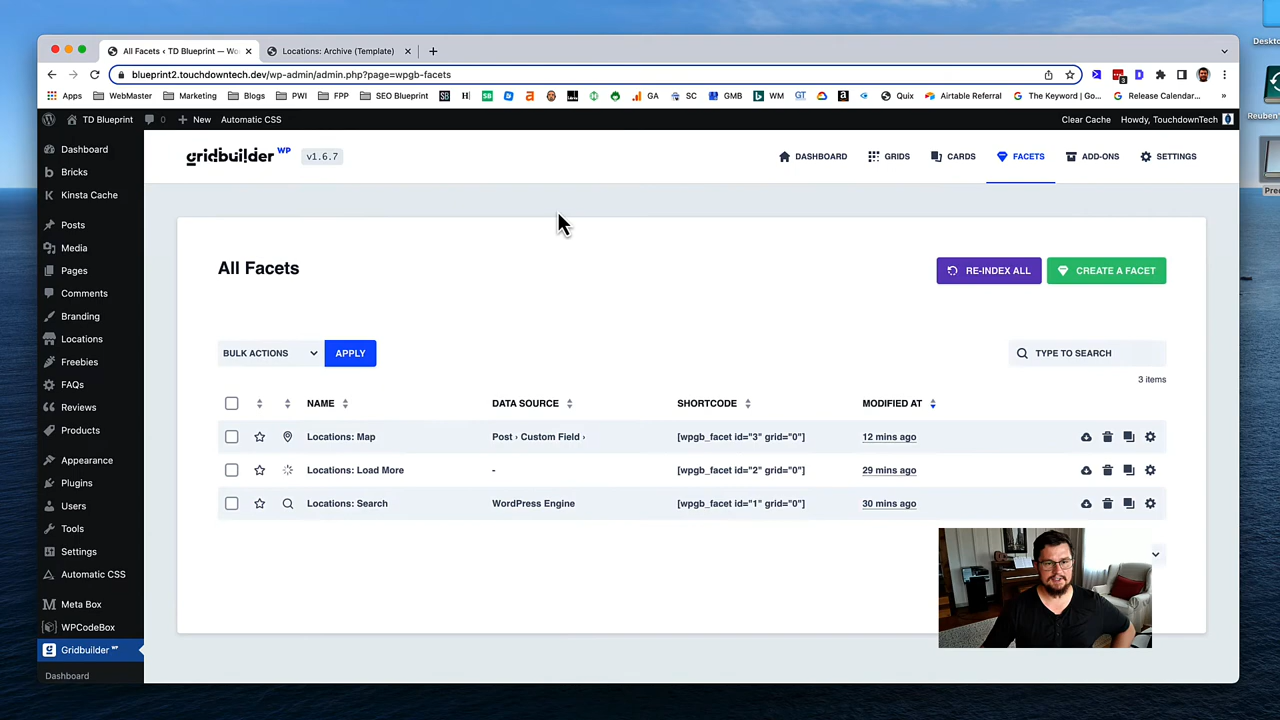 Desktc
All Facets ‹ TD Blueprint — Wo
Locations: Archive (Template)
blueprint2.touchdowntech.dev/wp-admin/admin.php?page=wpgb-facets
Apps
WebMaster
Marketing
Blogs
PWI
FPP
SEO Blueprint
GA
SC
GMB
WM
GT
Quix
Airtable Referral
The Keyword | Go...
Release Calendar...
»
Reuben'
TD Blueprint
0
New
Automatic CSS
Clear Cache
Howdy, TouchdownTech
Dashboard
Bricks
Kinsta Cache
Posts
Media
Pages
Comments
Branding
Locations
Freebies
FAQs
Reviews
Products
Appearance
Plugins
Users
Tools
Settings
Automatic CSS
Meta Box
WPCodeBox
Gridbuilder WP
Dashboard
gridbuilder WP
v1.6.7
DASHBOARD
GRIDS
CARDS
FACETS
ADD-ONS
SETTINGS
All Facets
RE-INDEX ALL
CREATE A FACET
BULK ACTIONS
APPLY
TYPE TO SEARCH
3 items
NAME DATA SOURCE SHORTCODE MODIFIED AT
Locations: Map Post › Custom Field › [wpgb_facet id="3" grid="0"] 12 mins ago
Locations: Load More - [wpgb_facet id="2" grid="0"] 29 mins ago
Locations: Search WordPress Engine [wpgb_facet id="1" grid="0"] 30 mins ago